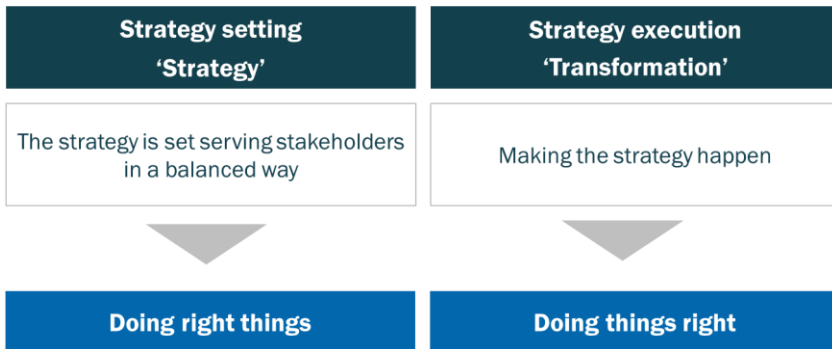 Strategy setting
‘Strategy’
The strategy is set serving stakeholders
in a balanced way
Doing right things
Strategy execution
‘Transformation’
Making the strategy happen
Doing things right